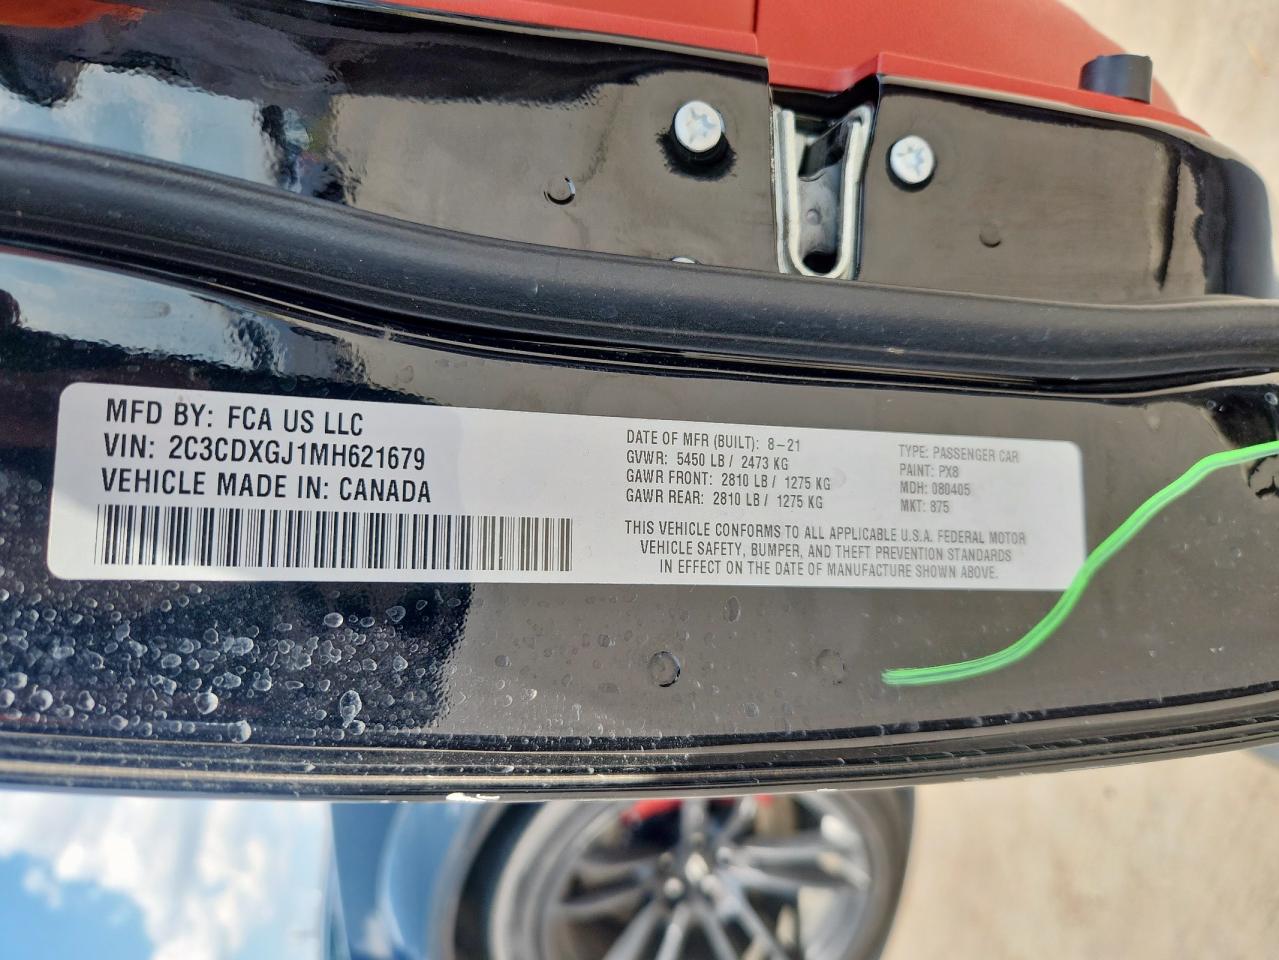 MFD BY: FCA US LLC
VIN: 2C3CDXGJ1MH621679
VEHICLE MADE IN: CANADA
DATE OF MFR (BUILT): 8-21
GVWR: 5450 LB / 2473 KG
GAWR FRONT: 2810 LB / 1275 KG
GAWR REAR: 2810 LB / 1275 KG
TYPE: PASSENGER CAR
PAINT: PX8
MDH: 080405
MKT: 875
THIS VEHICLE CONFORMS TO ALL APPLICABLE U.S.A. FEDERAL MOTOR
VEHICLE SAFETY, BUMPER, AND THEFT PREVENTION STANDARDS
IN EFFECT ON THE DATE OF MANUFACTURE SHOWN ABOVE.